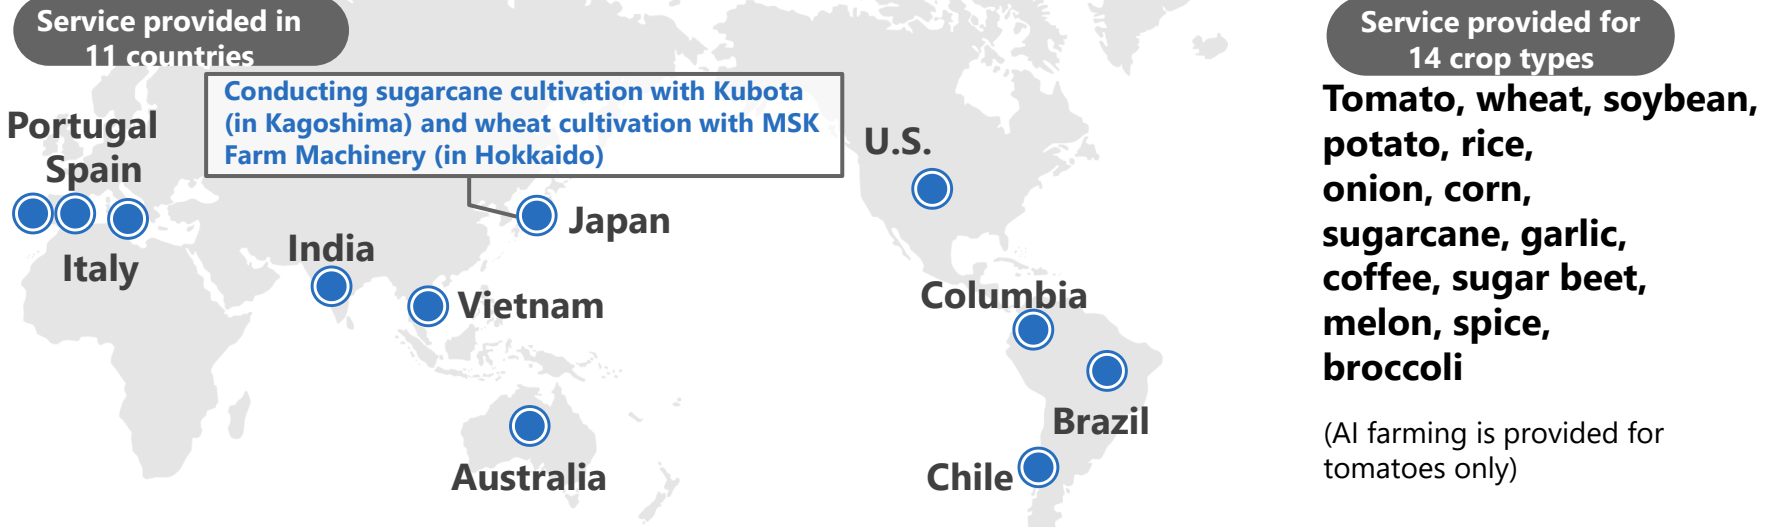 Service provided in
11 countries
Conducting sugarcane cultivation with Kubota
(in Kagoshima) and wheat cultivation with MSK
Farm Machinery (in Hokkaido)
Portugal
Spain
Italy
India
Vietnam
Japan
Australia
U.S.
Columbia
Brazil
Chile
Service provided for
14 crop types
Tomato, wheat, soybean,
potato, rice,
onion, corn,
sugarcane, garlic,
coffee, sugar beet,
melon, spice,
broccoli
(AI farming is provided for
tomatoes only)